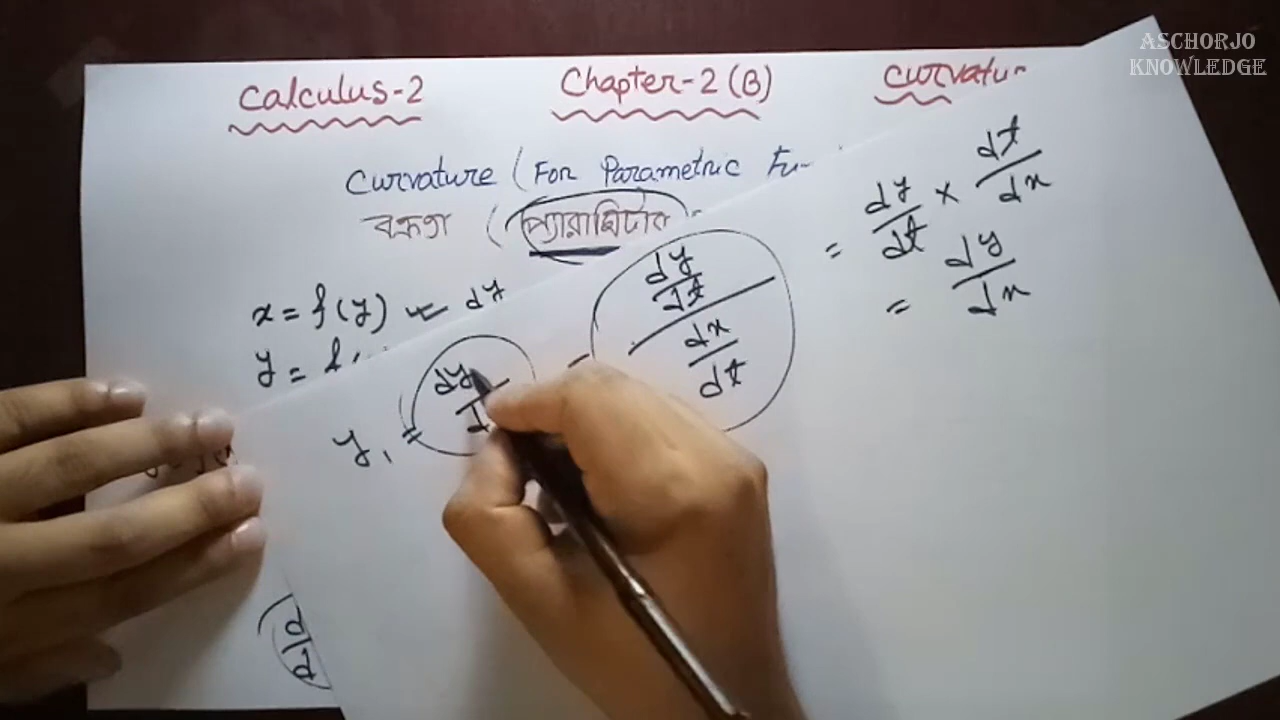 ASCHORJO
KNOWLEDGE
Calculus-2 Chapter-2 (B)
Curvature (For Parametric
বক্রতা (প্যারামিটার
x = f(y)
y =
y₁ =
dy/dt / dx/dt
= dy/dt × dt/dx
= dy/dx